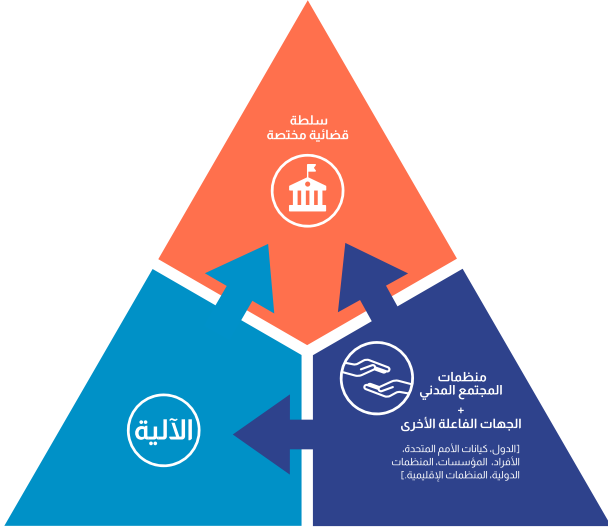 سلطة
قضائية مختصة
الآلية
منظمات
المجتمع المدني
+
الجهات الفاعلة الأخرى
[الدول، كيانات الأمم المتحدة،
الأفراد، المؤسسات، المنظمات
الدولية، المنظمات الإقليمية.]